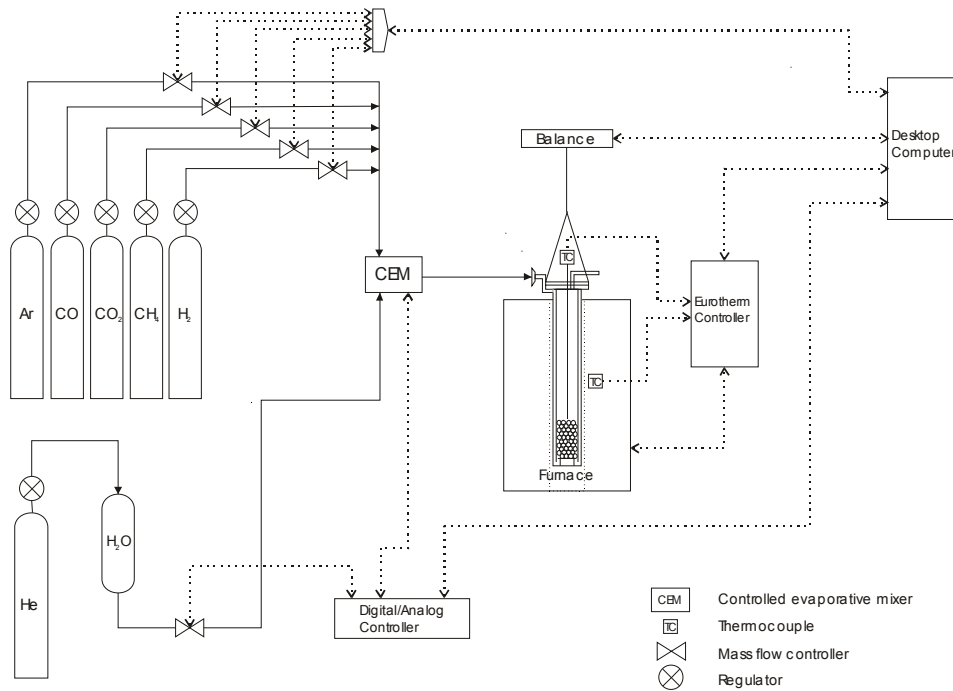 Balance
Desktop
Computer
TC
CEM
Eurotherm
Controller
Ar
CO
CO₂
CH₄
H₂
TC
Furnace
H₂O
He
Digital/Analog
Controller
CEM Controlled evaporative mixer
TC Thermocouple
Mass flow controller
Regulator